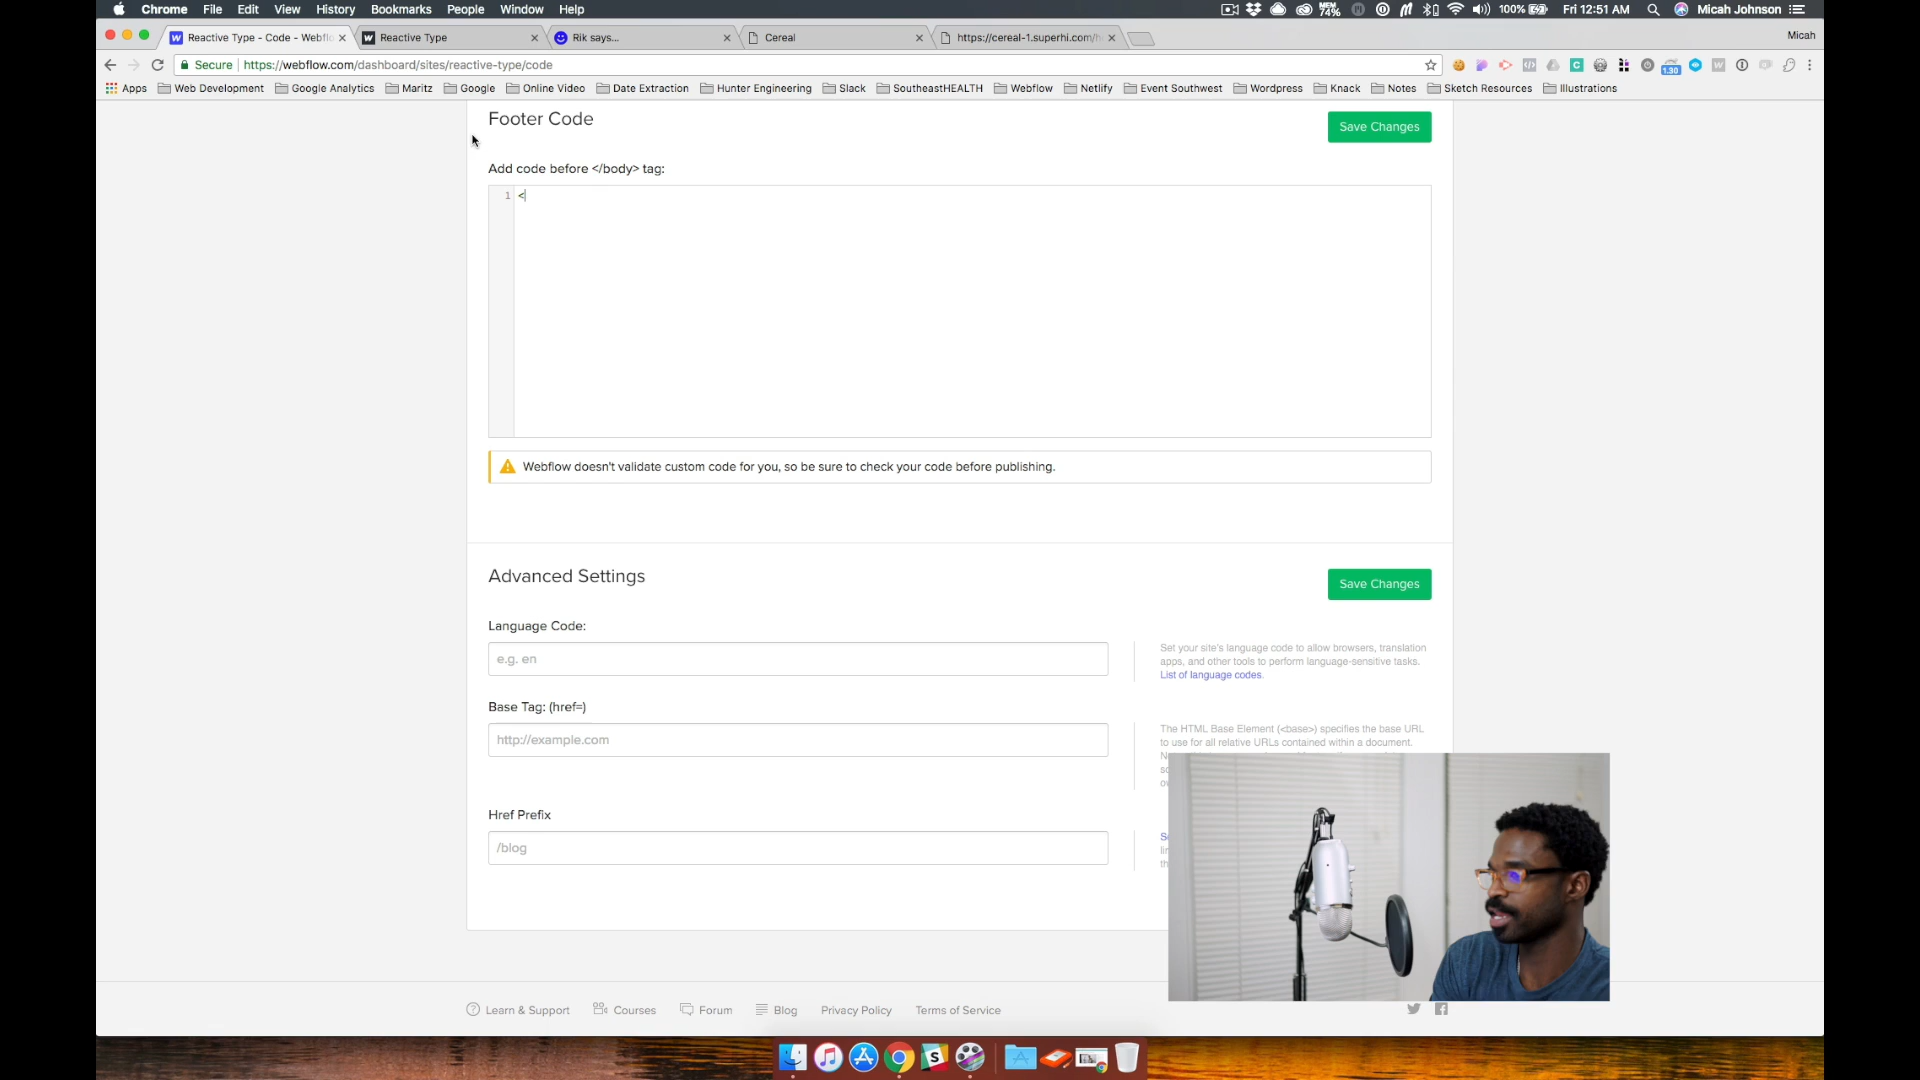 Chrome File Edit View History Bookmarks People Window Help
MEM 74% 100% Fri 12:51 AM Micah Johnson
Reactive Type - Code - Webflo
Reactive Type
Rik says...
Cereal
https://cereal-1.superhi.com/h
Micah
Secure https://webflow.com/dashboard/sites/reactive-type/code
1.30
Apps Web Development Google Analytics Maritz Google Online Video Date Extraction Hunter Engineering Slack SoutheastHEALTH Webflow Netlify Event Southwest Wordpress Knack Notes Sketch Resources Illustrations
Footer Code
Save Changes
Add code before </body> tag:
1 <
Webflow doesn't validate custom code for you, so be sure to check your code before publishing.
Advanced Settings
Save Changes
Language Code:
e.g. en
Set your site's language code to allow browsers, translation
apps, and other tools to perform language-sensitive tasks.
List of language codes.
Base Tag: (href=)
http://example.com
The HTML Base Element (<base>) specifies the base URL
to use for all relative URLs contained within a document.
Href Prefix
/blog
Learn & Support Courses Forum Blog Privacy Policy Terms of Service